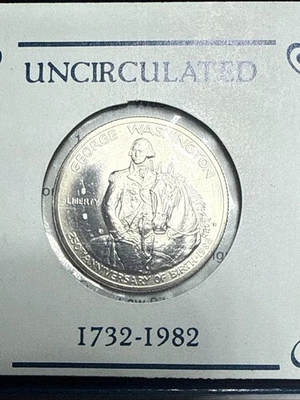 UNCIRCULATED
GEORGE WASHINGTON
LIBERTY
250TH ANNIVERSARY OF BIRTH
1732-1982